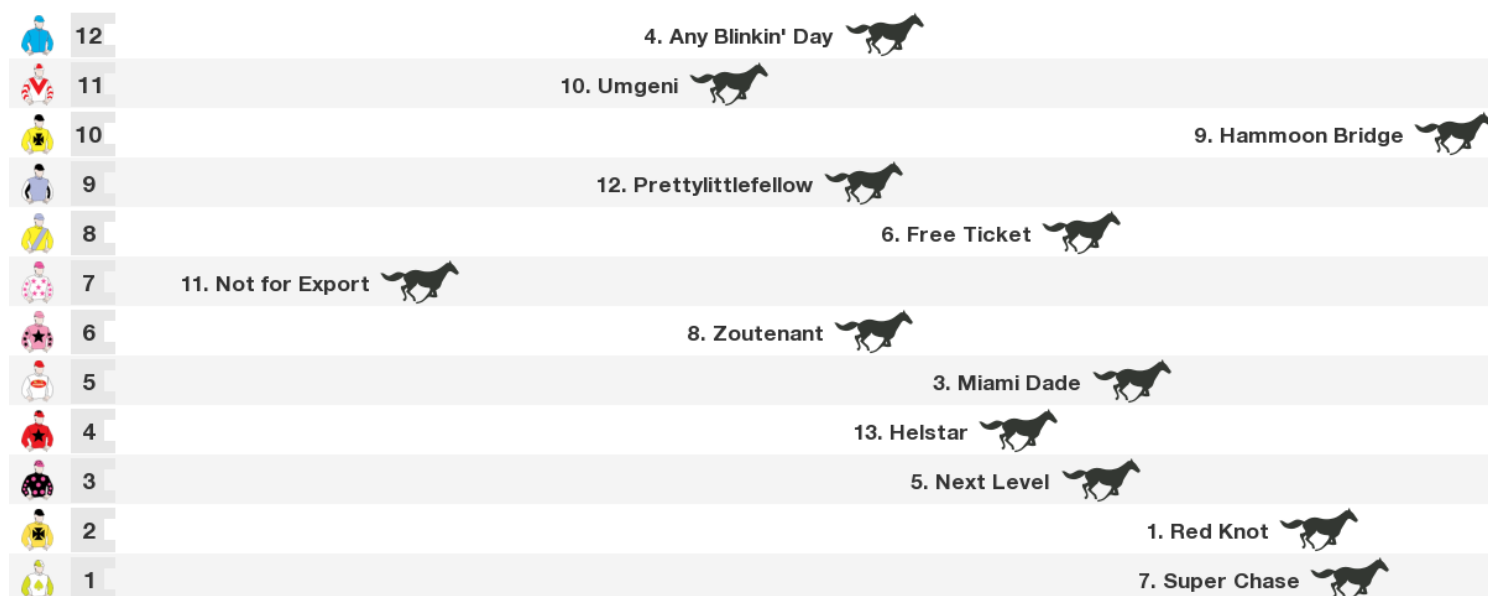 12 4. Any Blinkin' Day
11 10. Umgeni
10 9. Hammoon Bridge
9 12. Prettylittlefellow
8 6. Free Ticket
7 11. Not for Export
6 8. Zoutenant
5 3. Miami Dade
4 13. Helstar
3 5. Next Level
2 1. Red Knot
1 7. Super Chase